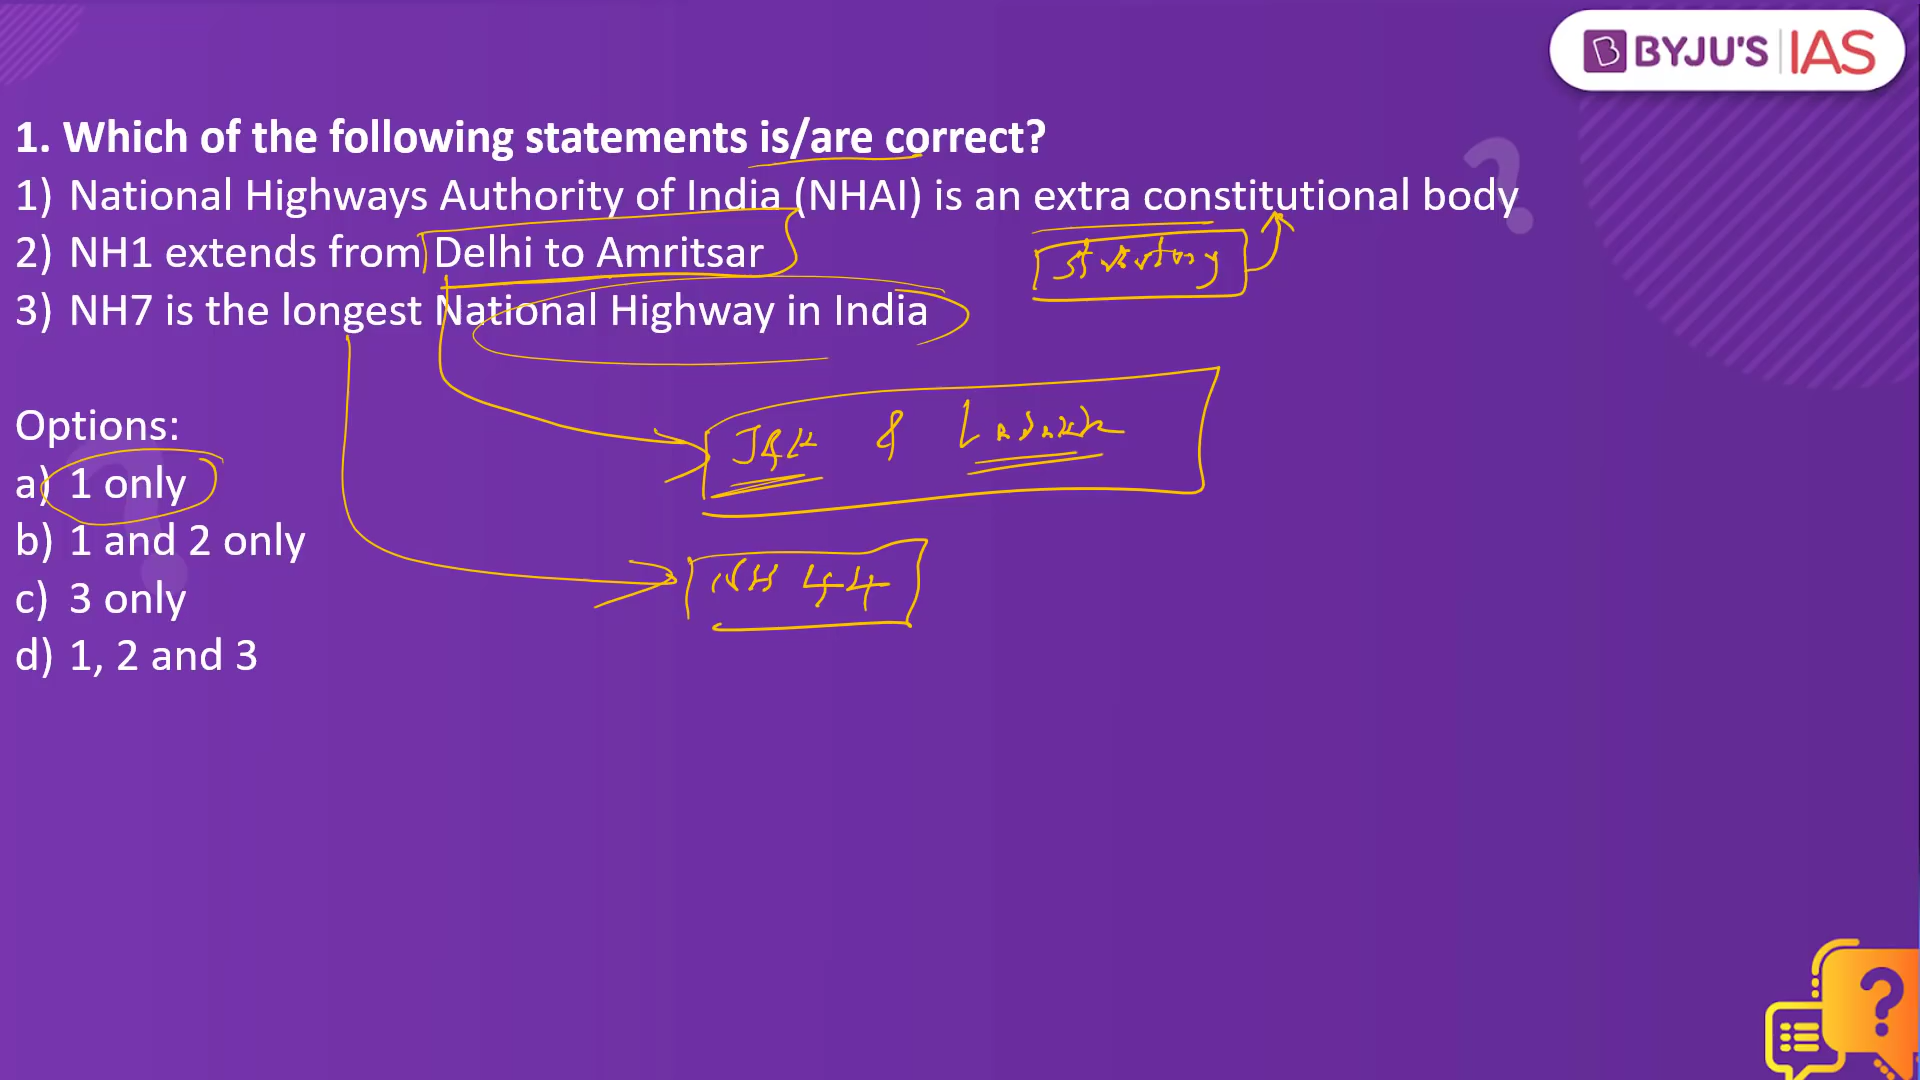 BYJU'S IAS
1. Which of the following statements is/are correct?
1) National Highways Authority of India (NHAI) is an extra constitutional body
2) NH1 extends from Delhi to Amritsar
statutory
3) NH7 is the longest National Highway in India
J&K & Ladakh
Options:
a) 1 only
b) 1 and 2 only
NH 44
c) 3 only
d) 1, 2 and 3